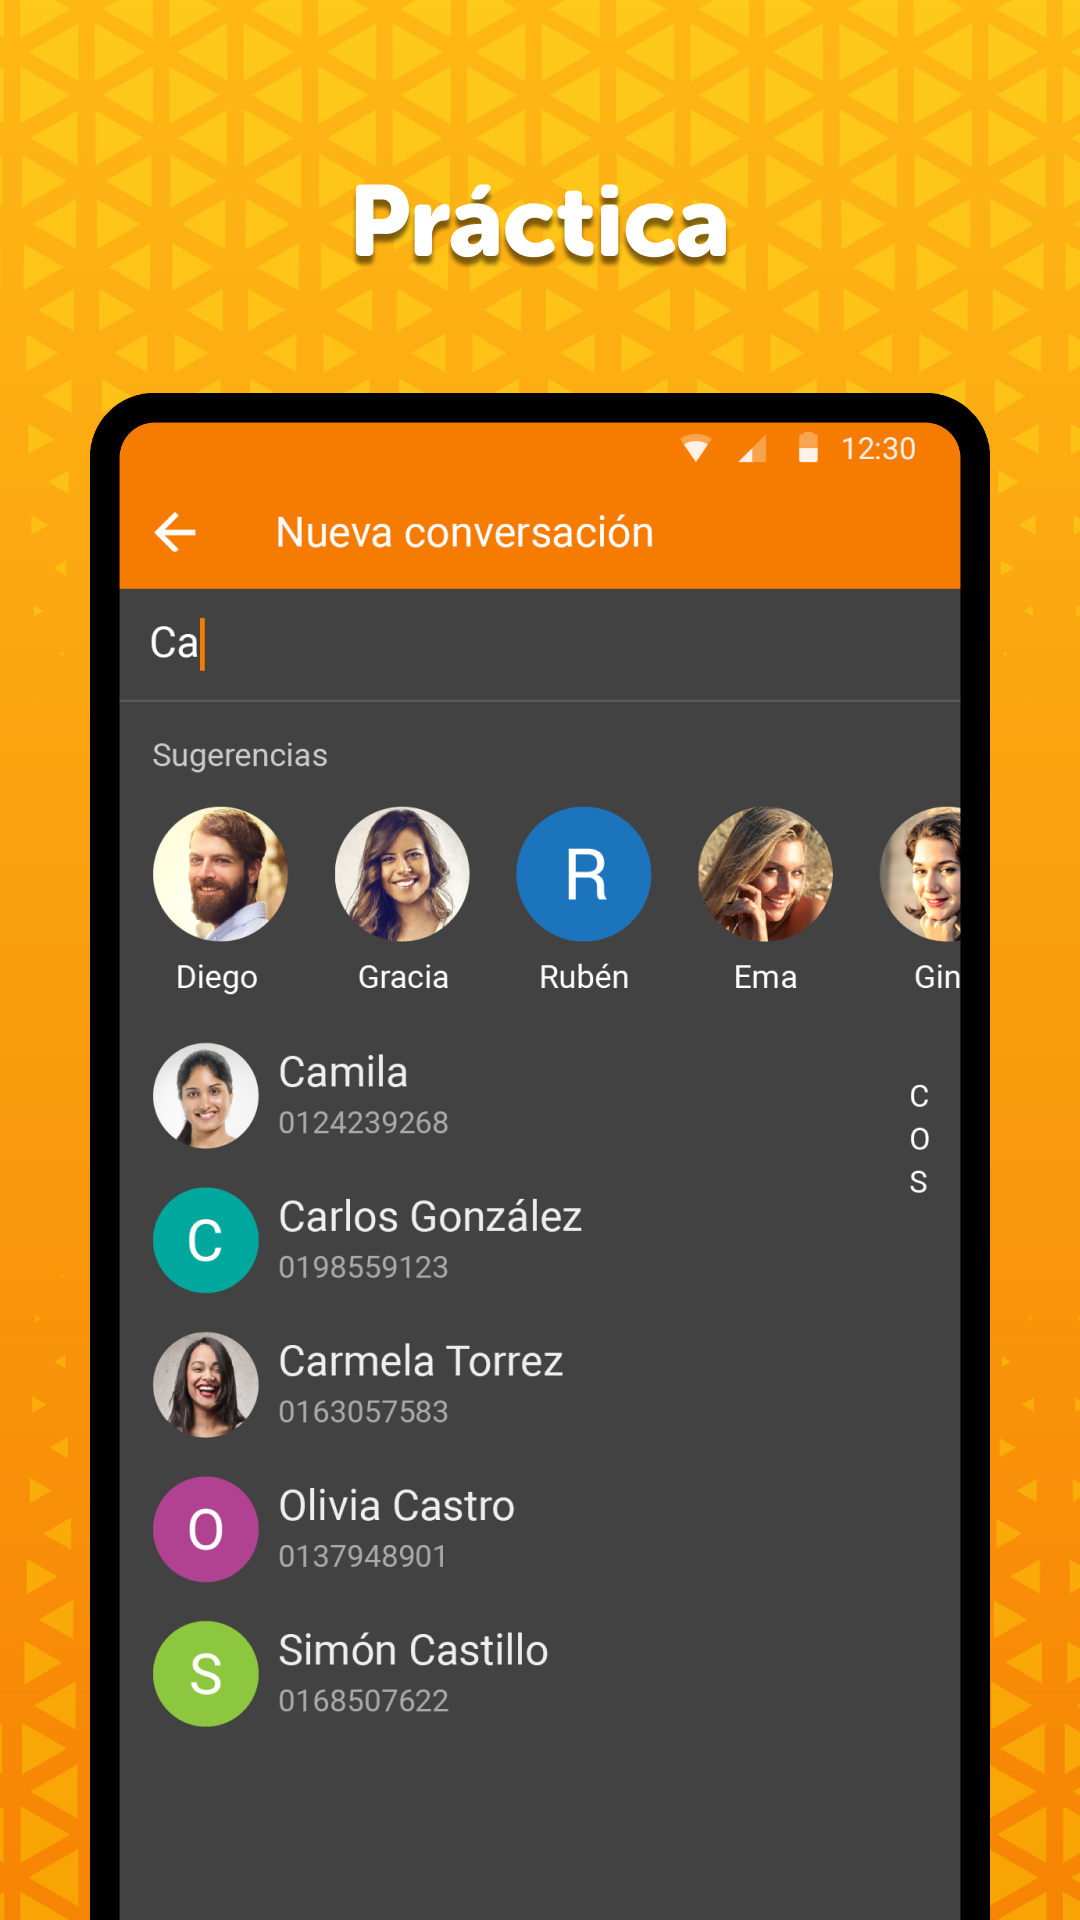 Práctica
12:30
Nueva conversación
Ca
Sugerencias
R
Diego Gracia Rubén Ema Gin
Camila
0124239268
C
O
S
C
Carlos González
0198559123
Carmela Torrez
0163057583
O
Olivia Castro
0137948901
S
Simón Castillo
0168507622